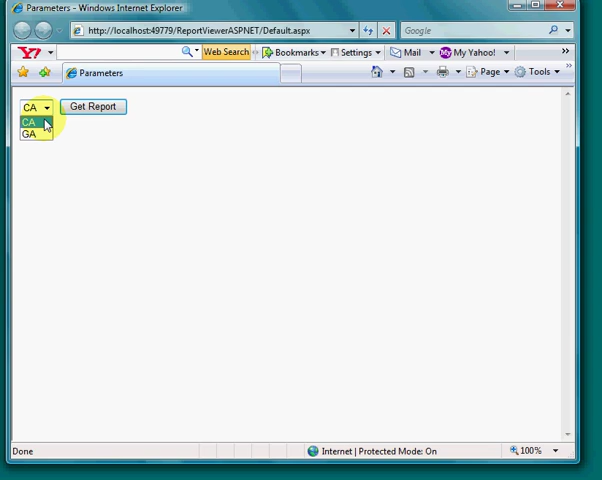 Parameters - Windows Internet Explorer
http://localhost:49779/ReportViewerASPNET/Default.aspx
Google
Y! Web Search Bookmarks Settings Mail My Yahoo! »
Parameters
Page Tools »
CA Get Report
CA
GA
Done
Internet | Protected Mode: On
100%